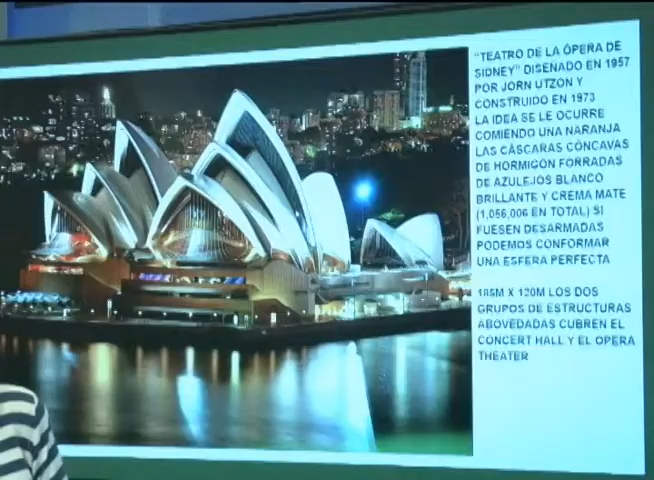 "TEATRO DE LA ÓPERA DE
SIDNEY" DISEÑADO EN 1957
POR JORN UTZON Y
CONSTRUIDO EN 1973
LA IDEA SE LE OCURRE
COMIENDO UNA NARANJA
LAS CÁSCARAS CÓNCAVAS
DE HORMIGÓN FORRADAS
DE AZULEJOS BLANCO
BRILLANTE Y CREMA MATE
(1,056,006 EN TOTAL) SI
FUESEN DESARMADAS
PODEMOS CONFORMAR
UNA ESFERA PERFECTA
185M X 120M LOS DOS
GRUPOS DE ESTRUCTURAS
ABOVEDADAS CUBREN EL
CONCERT HALL Y EL OPERA
THEATER